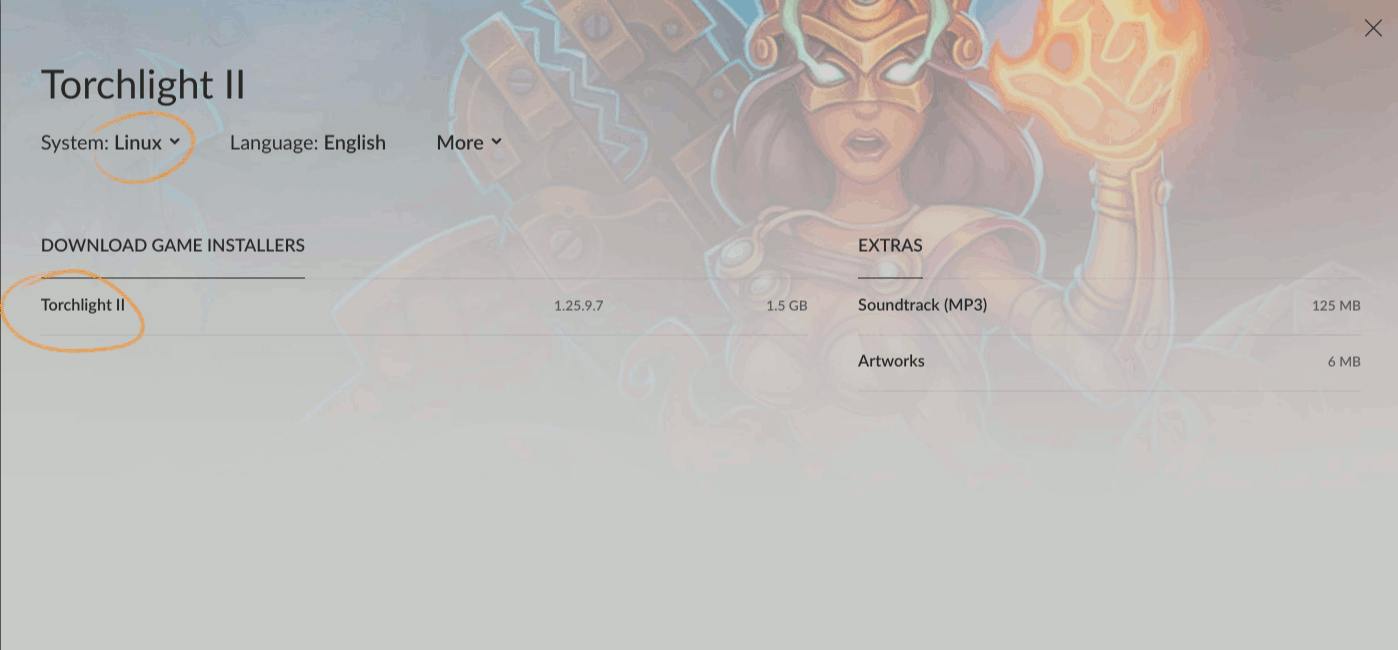 Torchlight II
System: Linux Language: English More
DOWNLOAD GAME INSTALLERS
Torchlight II 1.25.9.7 1.5 GB
EXTRAS
Soundtrack (MP3) 125 MB
Artworks 6 MB